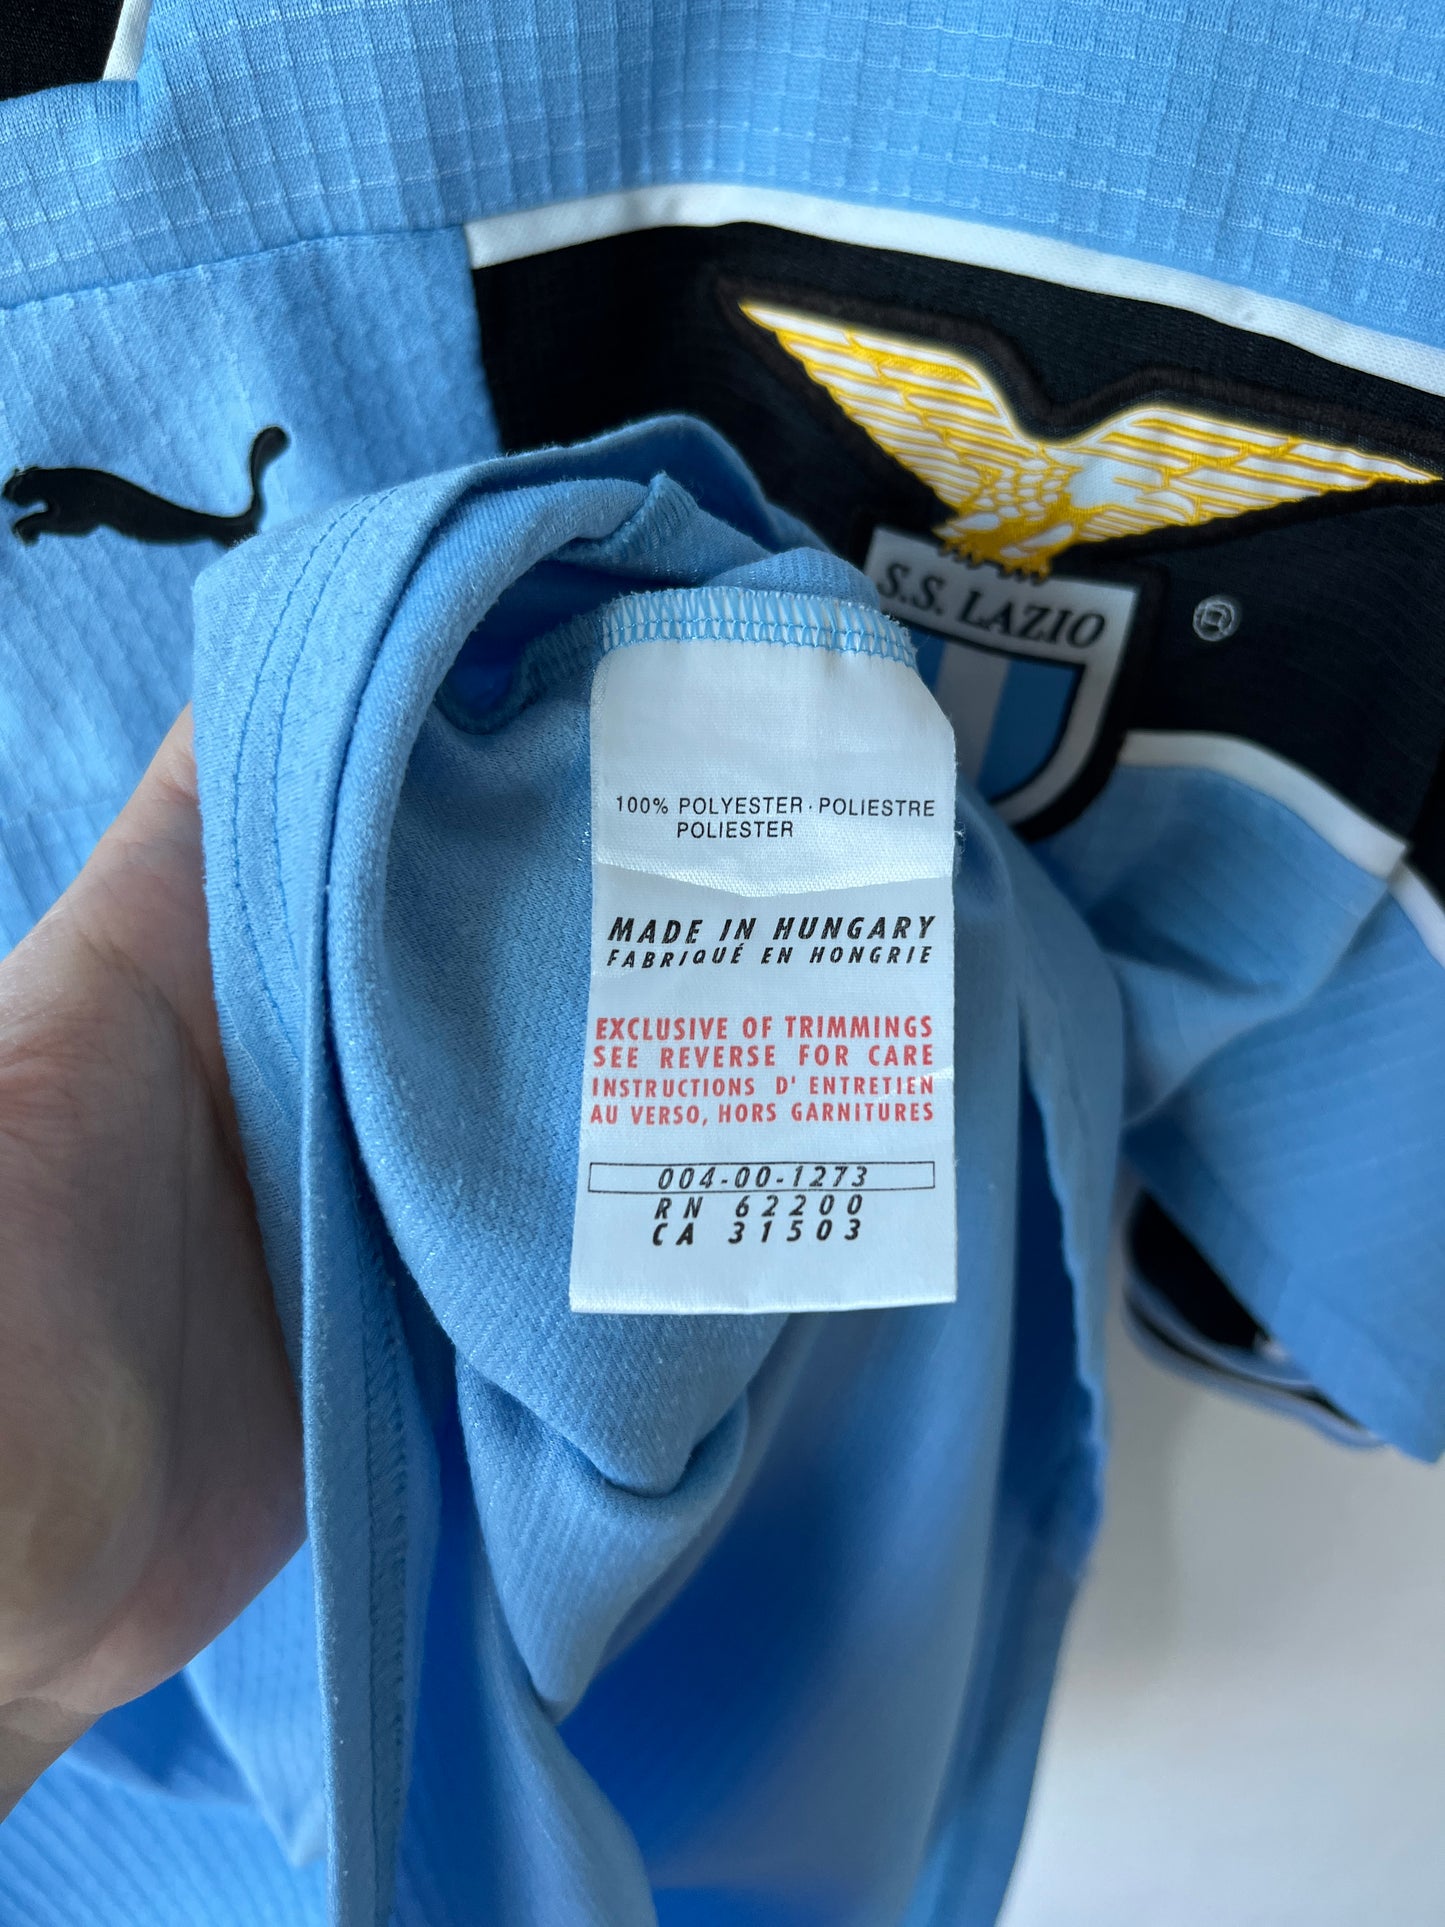 S.S. LAZIO
R
100% POLYESTER · POLIESTRE
POLIESTER
MADE IN HUNGARY
FABRIQUÉ EN HONGRIE
EXCLUSIVE OF TRIMMINGS
SEE REVERSE FOR CARE
INSTRUCTIONS D' ENTRETIEN
AU VERSO, HORS GARNITURES
004-00-1273
RN 62200
CA 31503